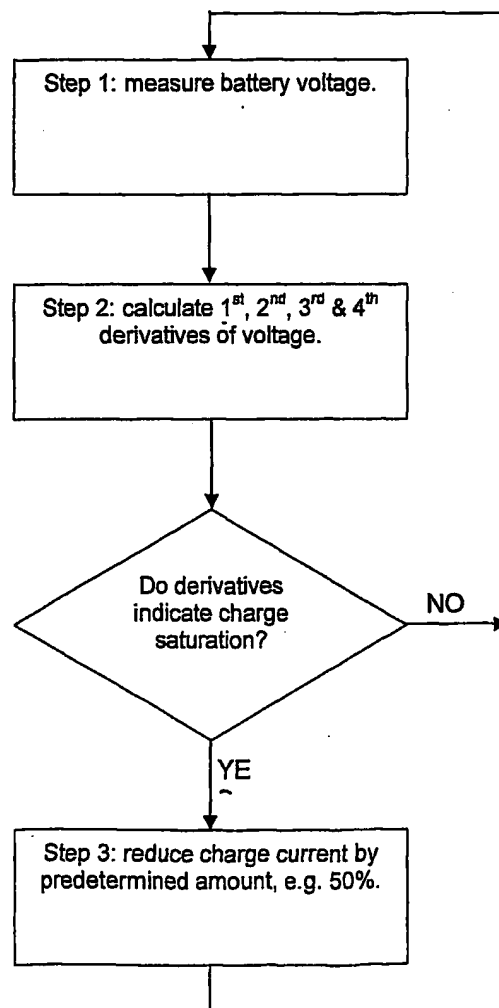 Step 1: measure battery voltage.
Step 2: calculate 1st, 2nd, 3rd & 4th
derivatives of voltage.
Do derivatives
indicate charge
saturation?
NO
YE
Step 3: reduce charge current by
predetermined amount, e.g. 50%.